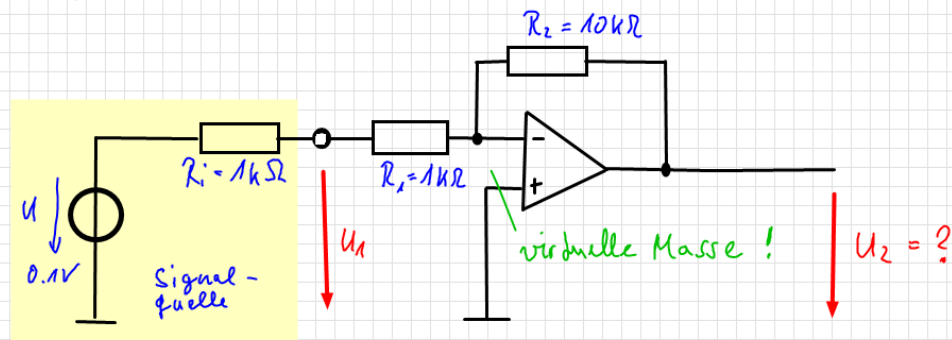 R₂ = 10kΩ
Ri = 1kΩ
R₁ = 1kΩ
-
+
U
0.1V
Signal-
quelle
U₁
virtuelle Masse !
U₂ = ?